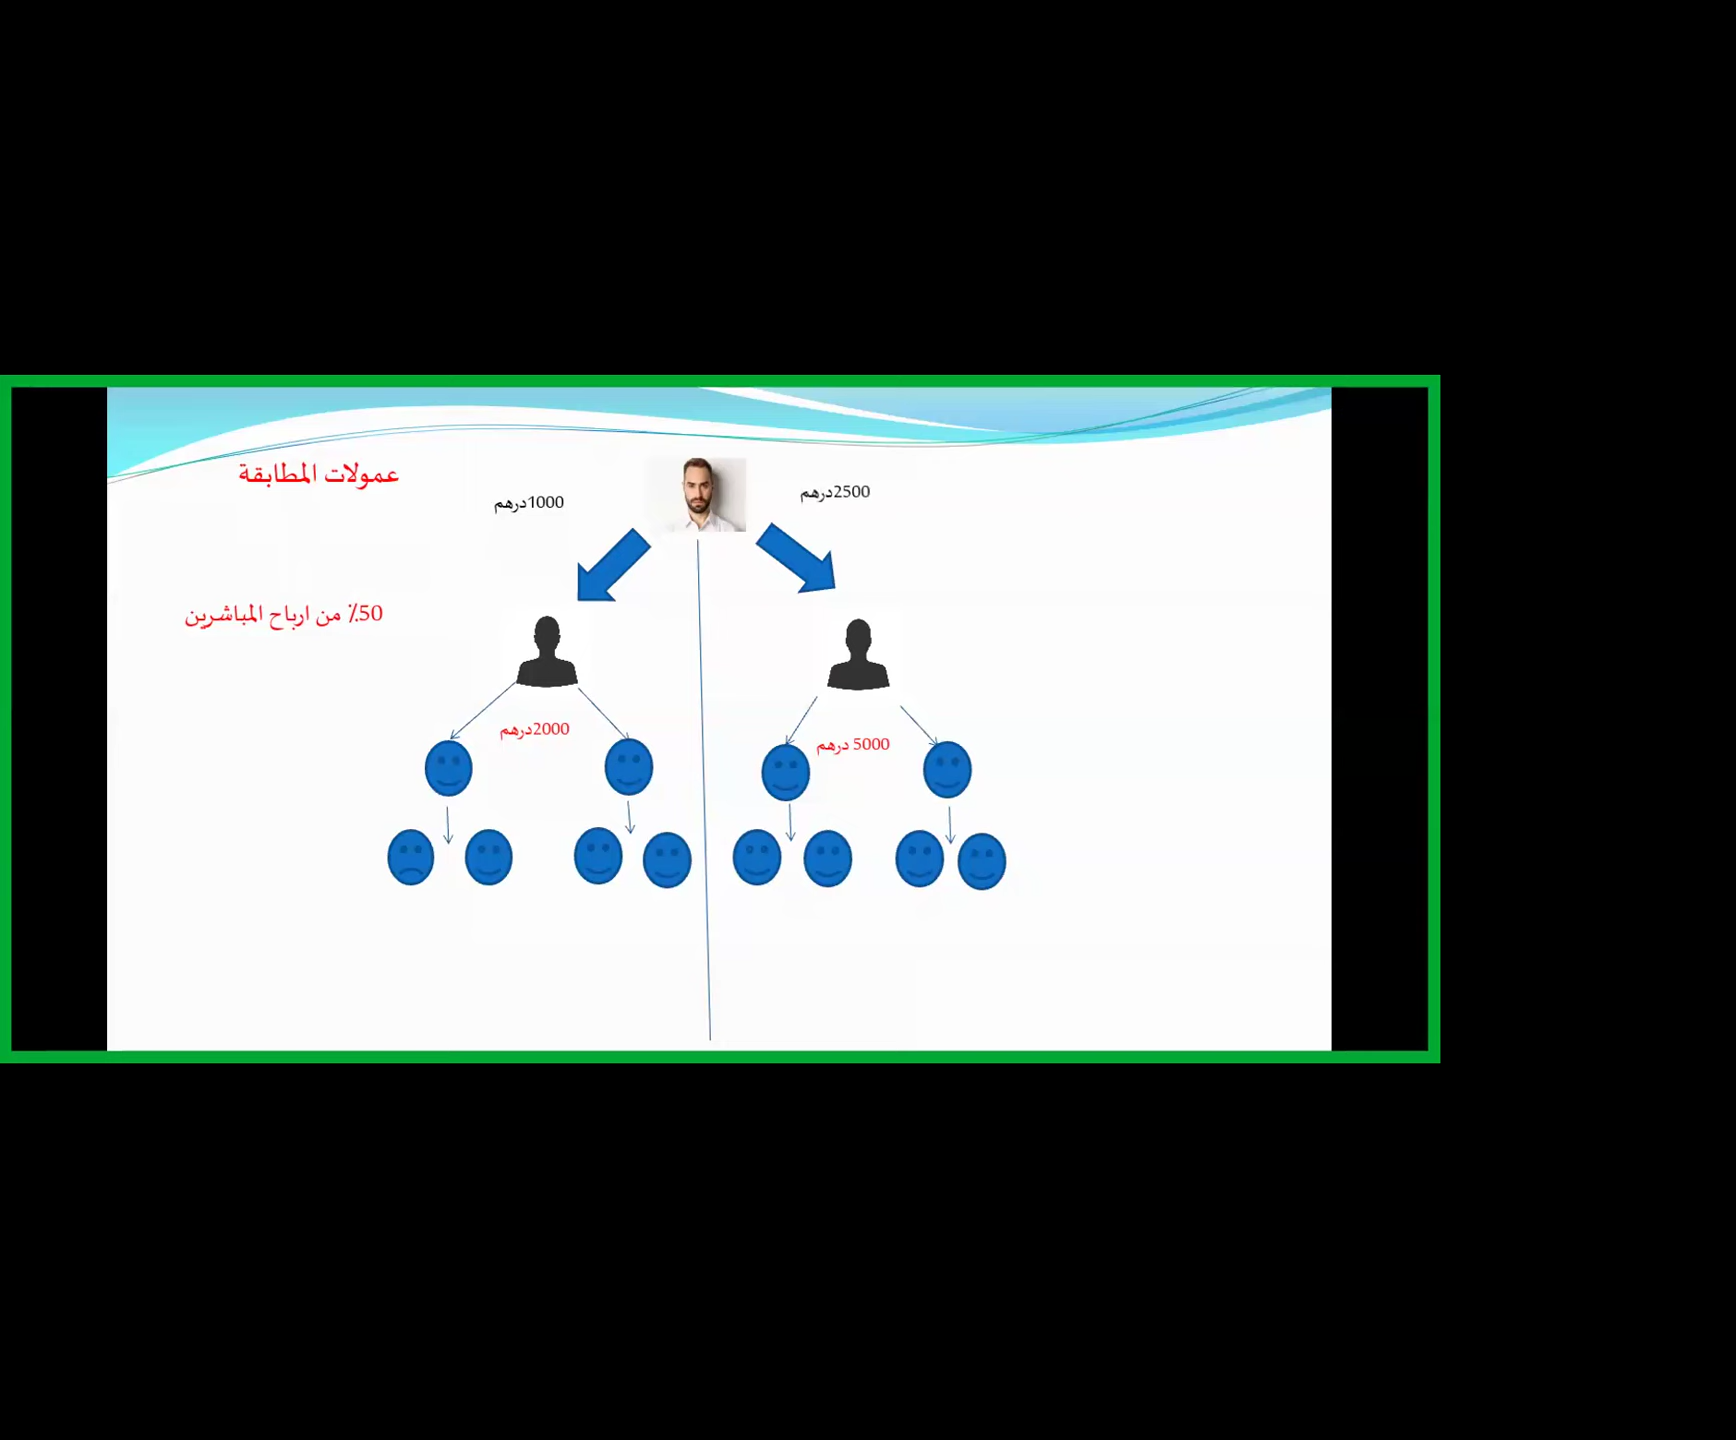 عمولات المطابقة
2500درهم
1000درهم
50٪ من ارباح المباشرين
2000درهم
5000 درهم